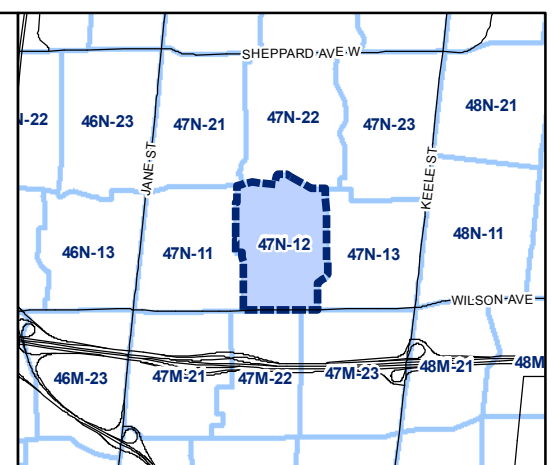 SHEPPARD AVE W
N-22
46N-23
47N-21
47N-22
47N-23
48N-21
JANE ST
KEELE ST
46N-13
47N-11
47N-12
47N-13
48N-11
WILSON AVE
46M-23
47M-21
47M-22
47M-23
48M-21
48M